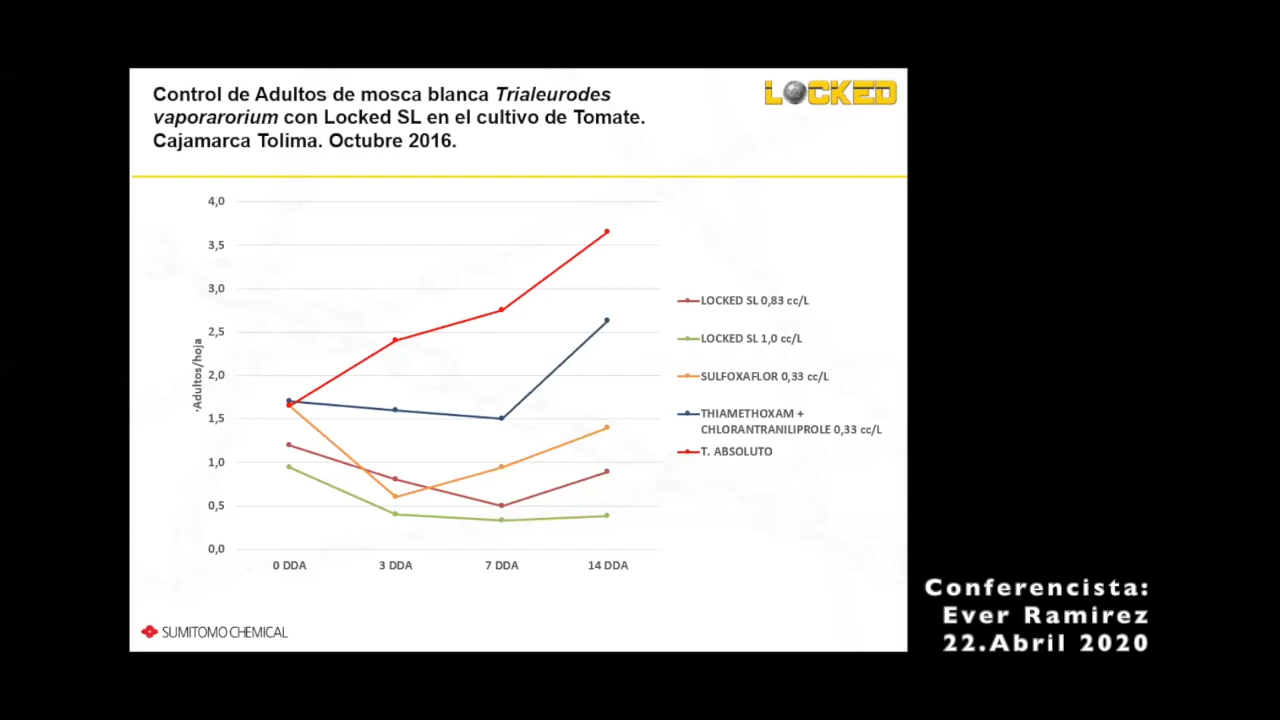 Control de Adultos de mosca blanca Trialeurodes
vaporarorium con Locked SL en el cultivo de Tomate.
Cajamarca Tolima. Octubre 2016.
LOCKED
4,0
3,5
3,0
2,5
2,0
1,5
1,0
0,5
0,0
·Adultos/hoja
0 DDA
3 DDA
7 DDA
14 DDA
LOCKED SL 0,83 cc/L
LOCKED SL 1,0 cc/L
SULFOXAFLOR 0,33 cc/L
THIAMETHOXAM +
CHLORANTRANILIPROLE 0,33 cc/L
T. ABSOLUTO
SUMITOMO CHEMICAL
Conferencista:
Ever Ramirez
22.Abril 2020